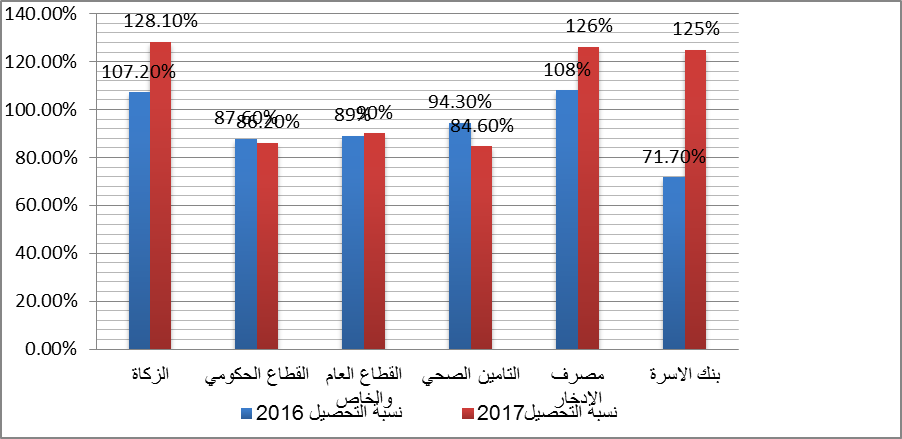 140.00%
120.00%
100.00%
80.00%
60.00%
40.00%
20.00%
0.00%
128.10%
107.20%
87.60%
86.20%
89%
90%
94.30%
84.60%
126%
108%
125%
71.70%
الزكاة
القطاع الحكومي
القطاع العام
والخاص
التامين الصحي
مصرف
الادخار
بنك الاسرة
نسبة التحصيل 2016
نسبة التحصيل2017